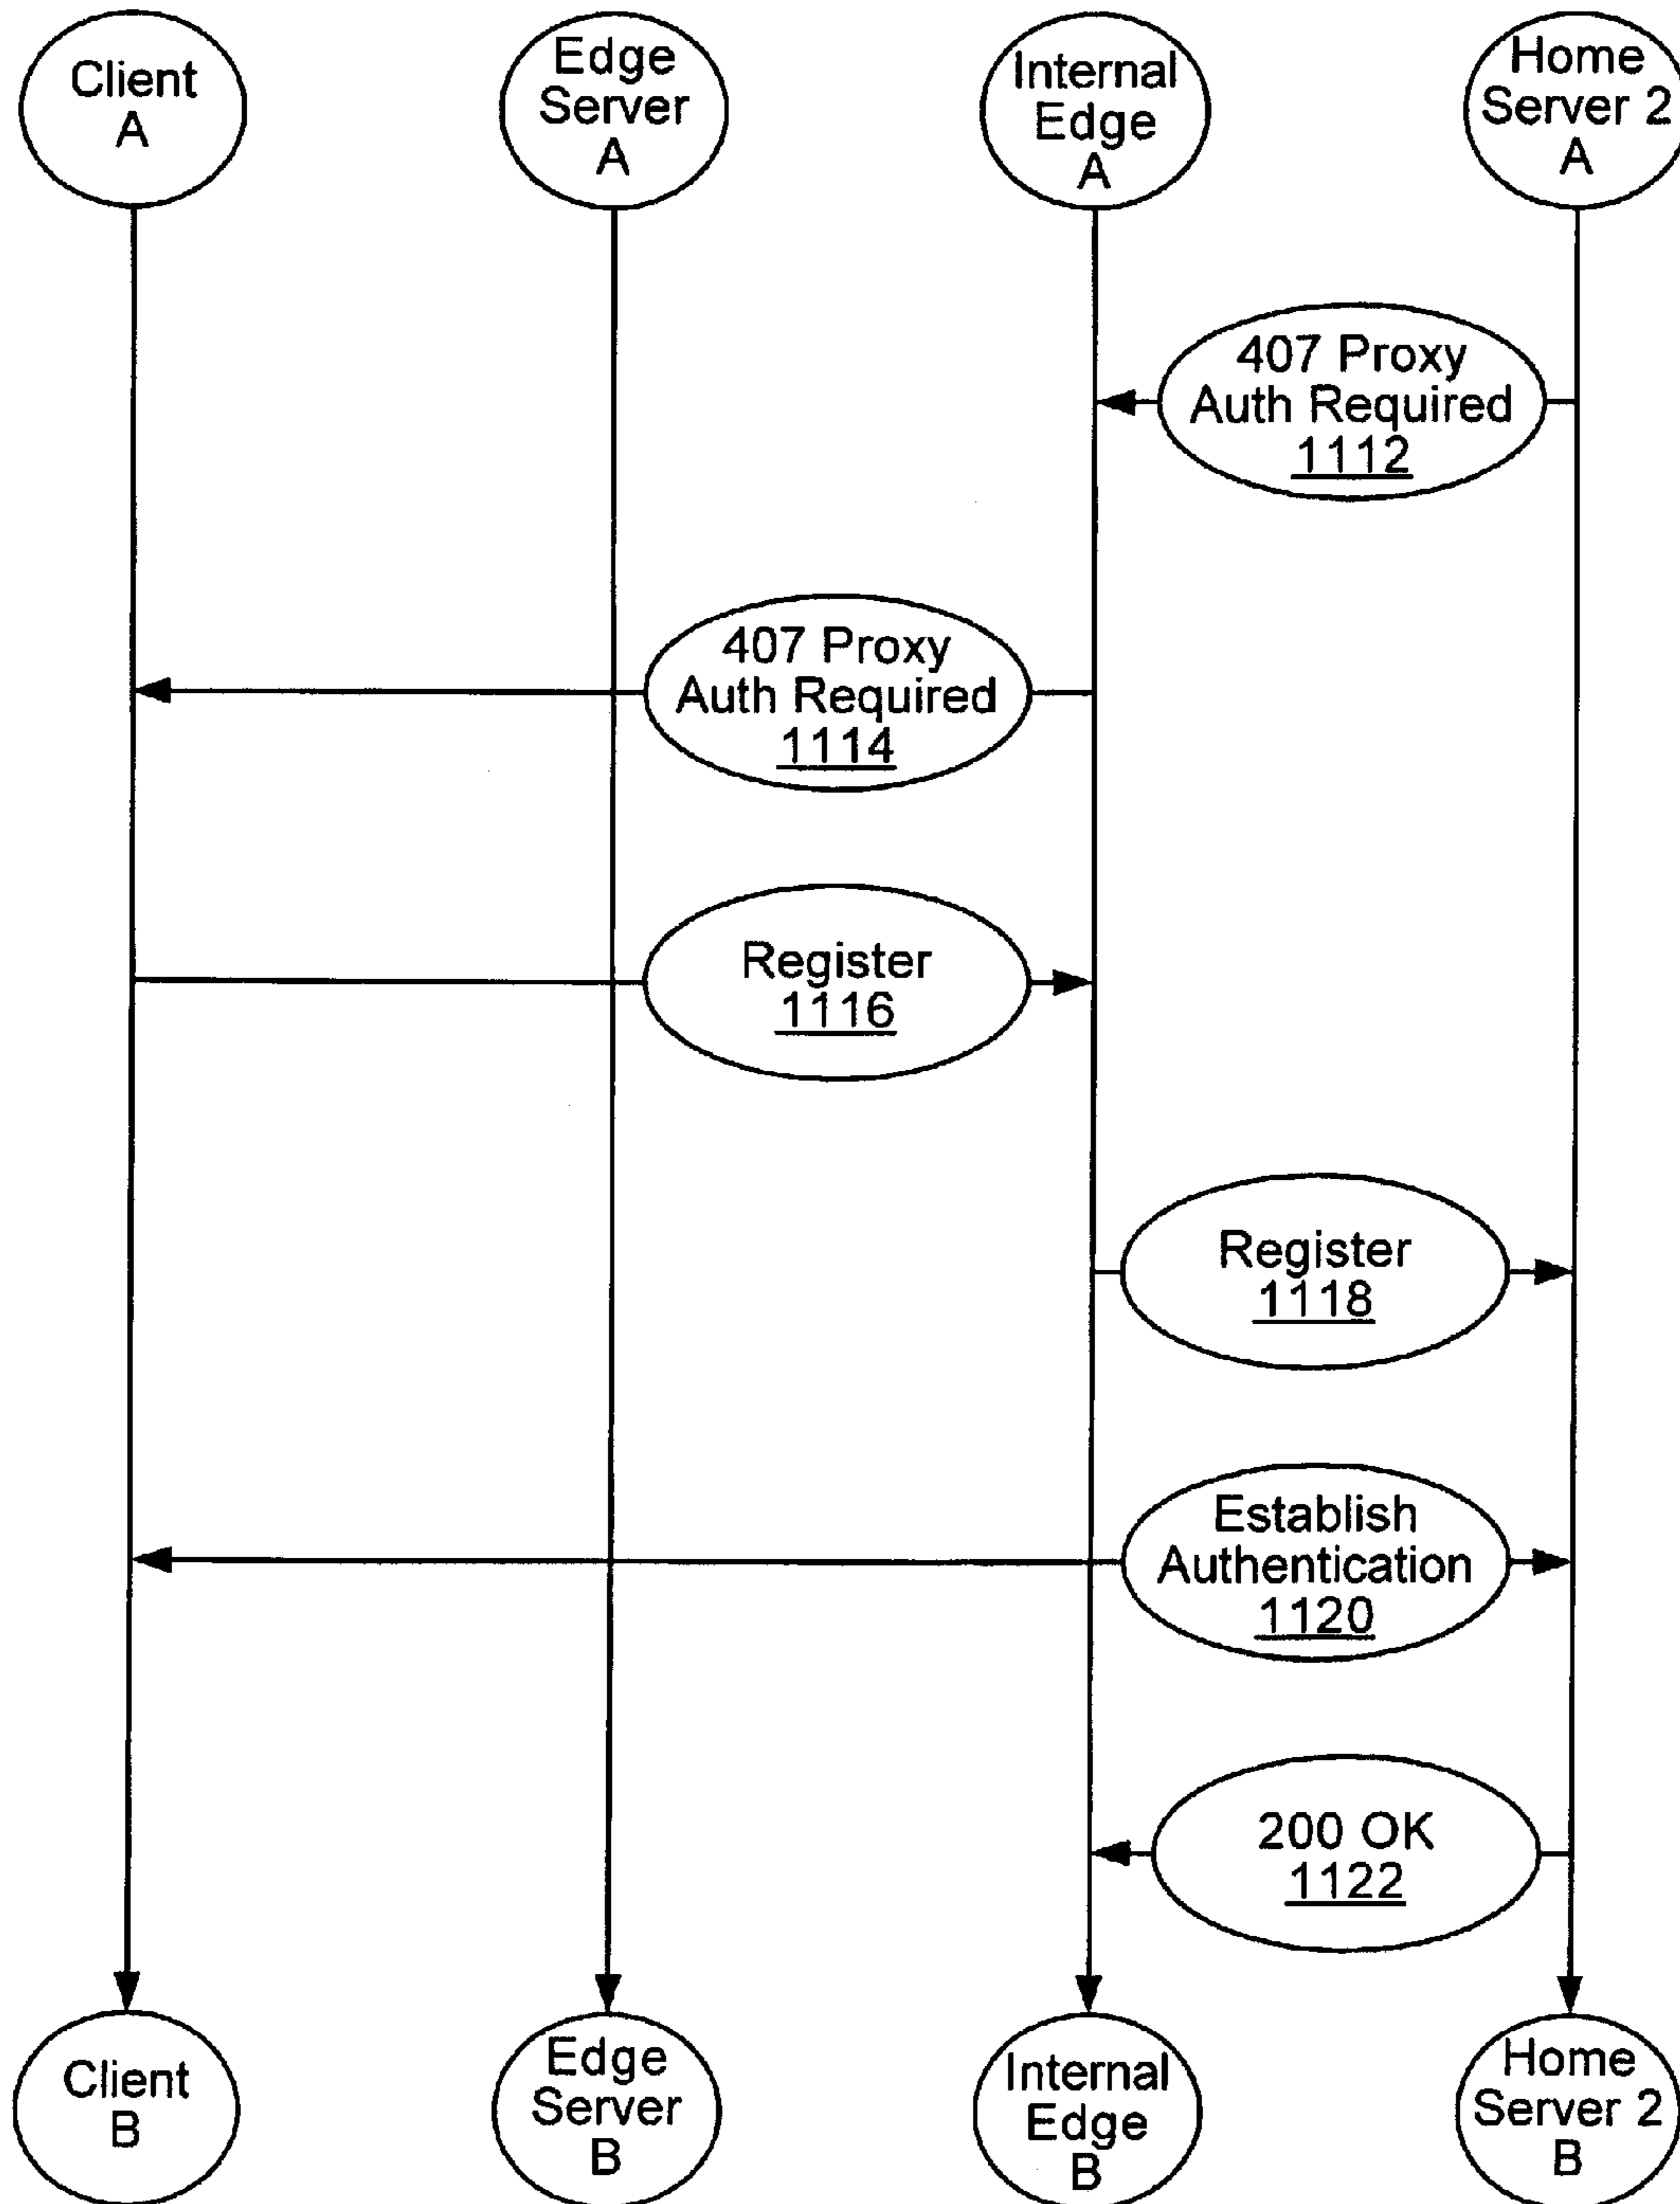 Client
A
Edge
Server
A
Internal
Edge
A
Home
Server 2
A
407 Proxy
Auth Required
1112
407 Proxy
Auth Required
1114
Register
1116
Register
1118
Establish
Authentication
1120
200 OK
1122
Client
B
Edge
Server
B
Internal
Edge
B
Home
Server 2
B